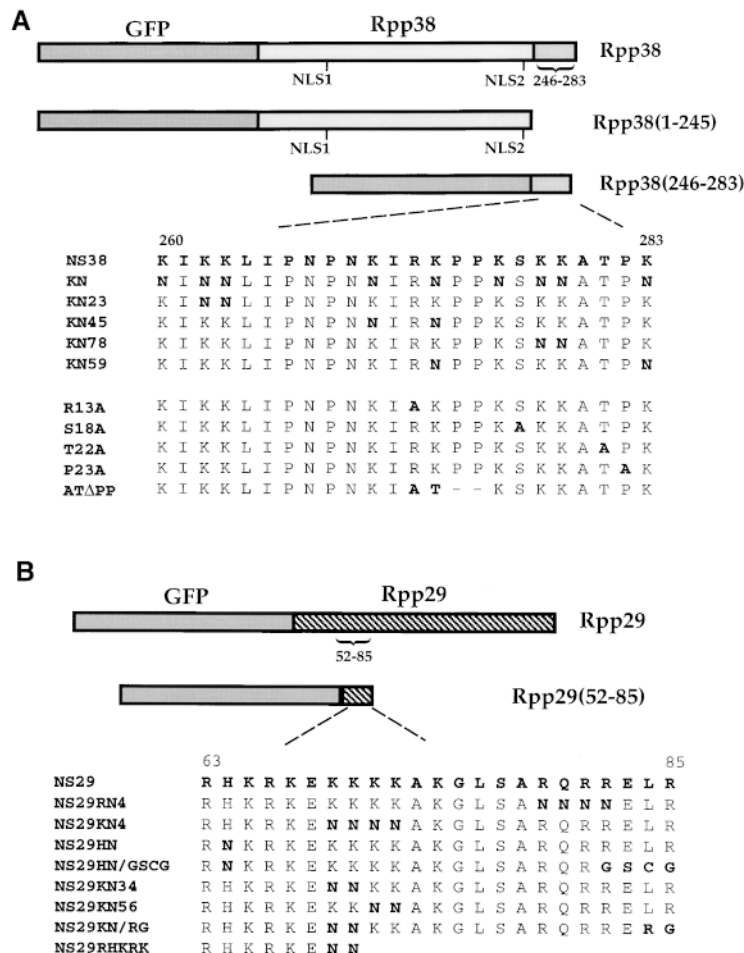 A
GFP Rpp38
Rpp38
NLS1 NLS2 246-283
Rpp38(1-245)
NLS1 NLS2
Rpp38(246-283)
260 283
NS38 K I K K L I P N P N K I R K P P K S K K A T P K
KN N I N N L I P N P N N I R N P P N S N N A T P N
KN23 K I N N L I P N P N K I R K P P K S K K A T P K
KN45 K I K K L I P N P N N I R N P P K S K K A T P K
KN78 K I K K L I P N P N K I R K P P K S N N A T P K
KN59 K I K K L I P N P N K I R N P P K S K K A T P N
R13A K I K K L I P N P N K I A K P P K S K K A T P K
S18A K I K K L I P N P N K I R K P P K A K K A T P K
T22A K I K K L I P N P N K I R K P P K S K K A A P K
P23A K I K K L I P N P N K I R K P P K S K K A T A K
ATΔPP K I K K L I P N P N K I A T - - K S K K A T P K
B
GFP Rpp29
Rpp29
52-85
Rpp29(52-85)
63 85
NS29 R H K R K E K K K K A K G L S A R Q R R E L R
NS29RN4 R H K R K E K K K K A K G L S A N N N N E L R
NS29KN4 R H K R K E N N N N A K G L S A R Q R R E L R
NS29HN R N K R K E K K K K A K G L S A R Q R R E L R
NS29HN/GSCG R N K R K E K K K K A K G L S A R Q R G S C G
NS29KN34 R H K R K E N N K K A K G L S A R Q R R E L R
NS29KN56 R H K R K E K K N N A K G L S A R Q R R E L R
NS29KN/RG R H K R K E N N K K A K G L S A R Q R R E R G
NS29RHKRK R H K R K E N N